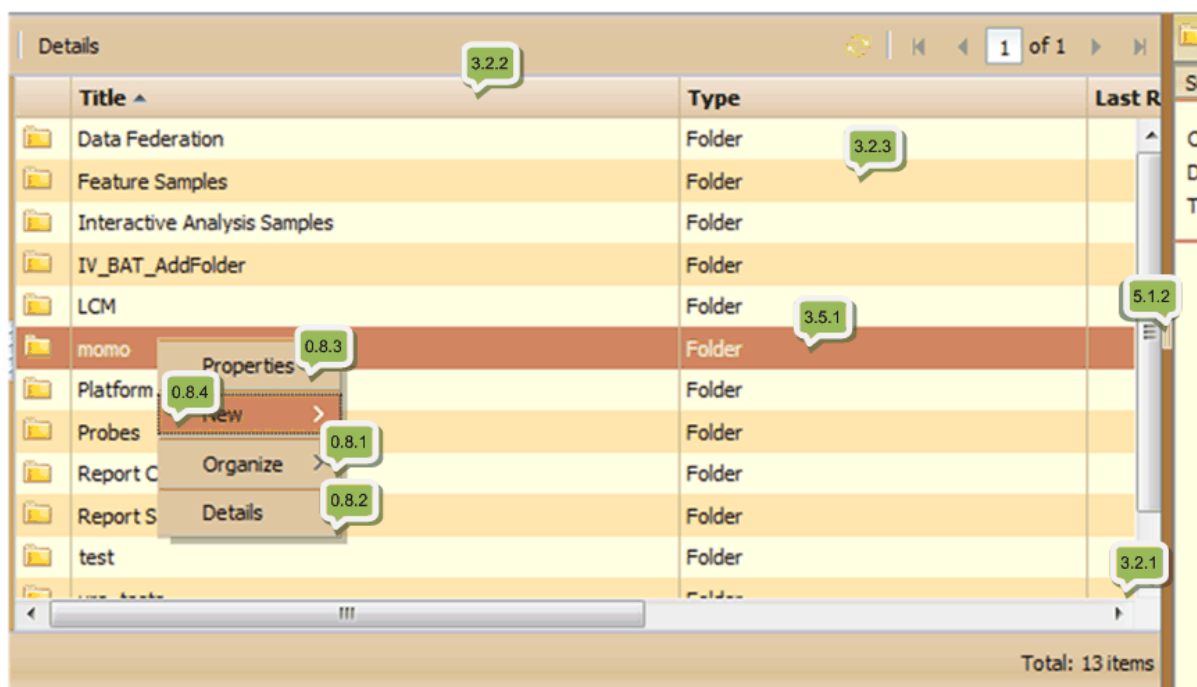 Details
1 of 1
3.2.2
S
Title Type Last R
Data Federation Folder
3.2.3
C
D
Feature Samples Folder
T
Interactive Analysis Samples Folder
IV_BAT_AddFolder Folder
5.1.2
LCM Folder
3.5.1
momo Folder
0.8.3
Properties
Platform Folder
0.8.4
New
Probes Folder
0.8.1
Report C Folder
Organize
0.8.2
Report S Folder
Details
test Folder
3.2.1
Folder
Total: 13 items